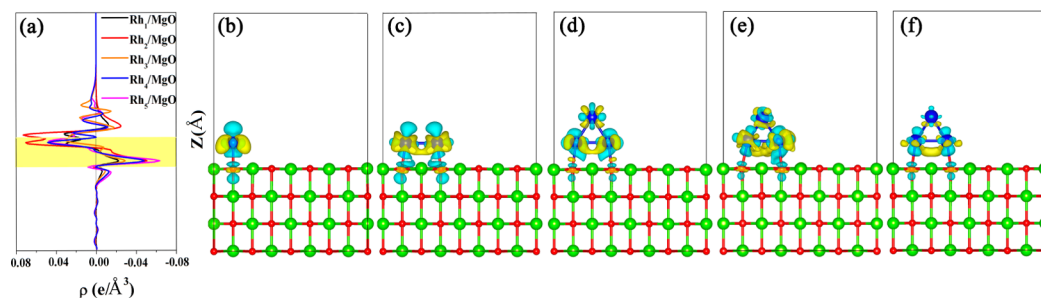 (a)
Rh₁/MgO
Rh₂/MgO
Rh₃/MgO
Rh₄/MgO
Rh₅/MgO
0.08 0.04 0.00 -0.04 -0.08
ρ (e/Å³)
Z(Å)
(b)
(c)
(d)
(e)
(f)